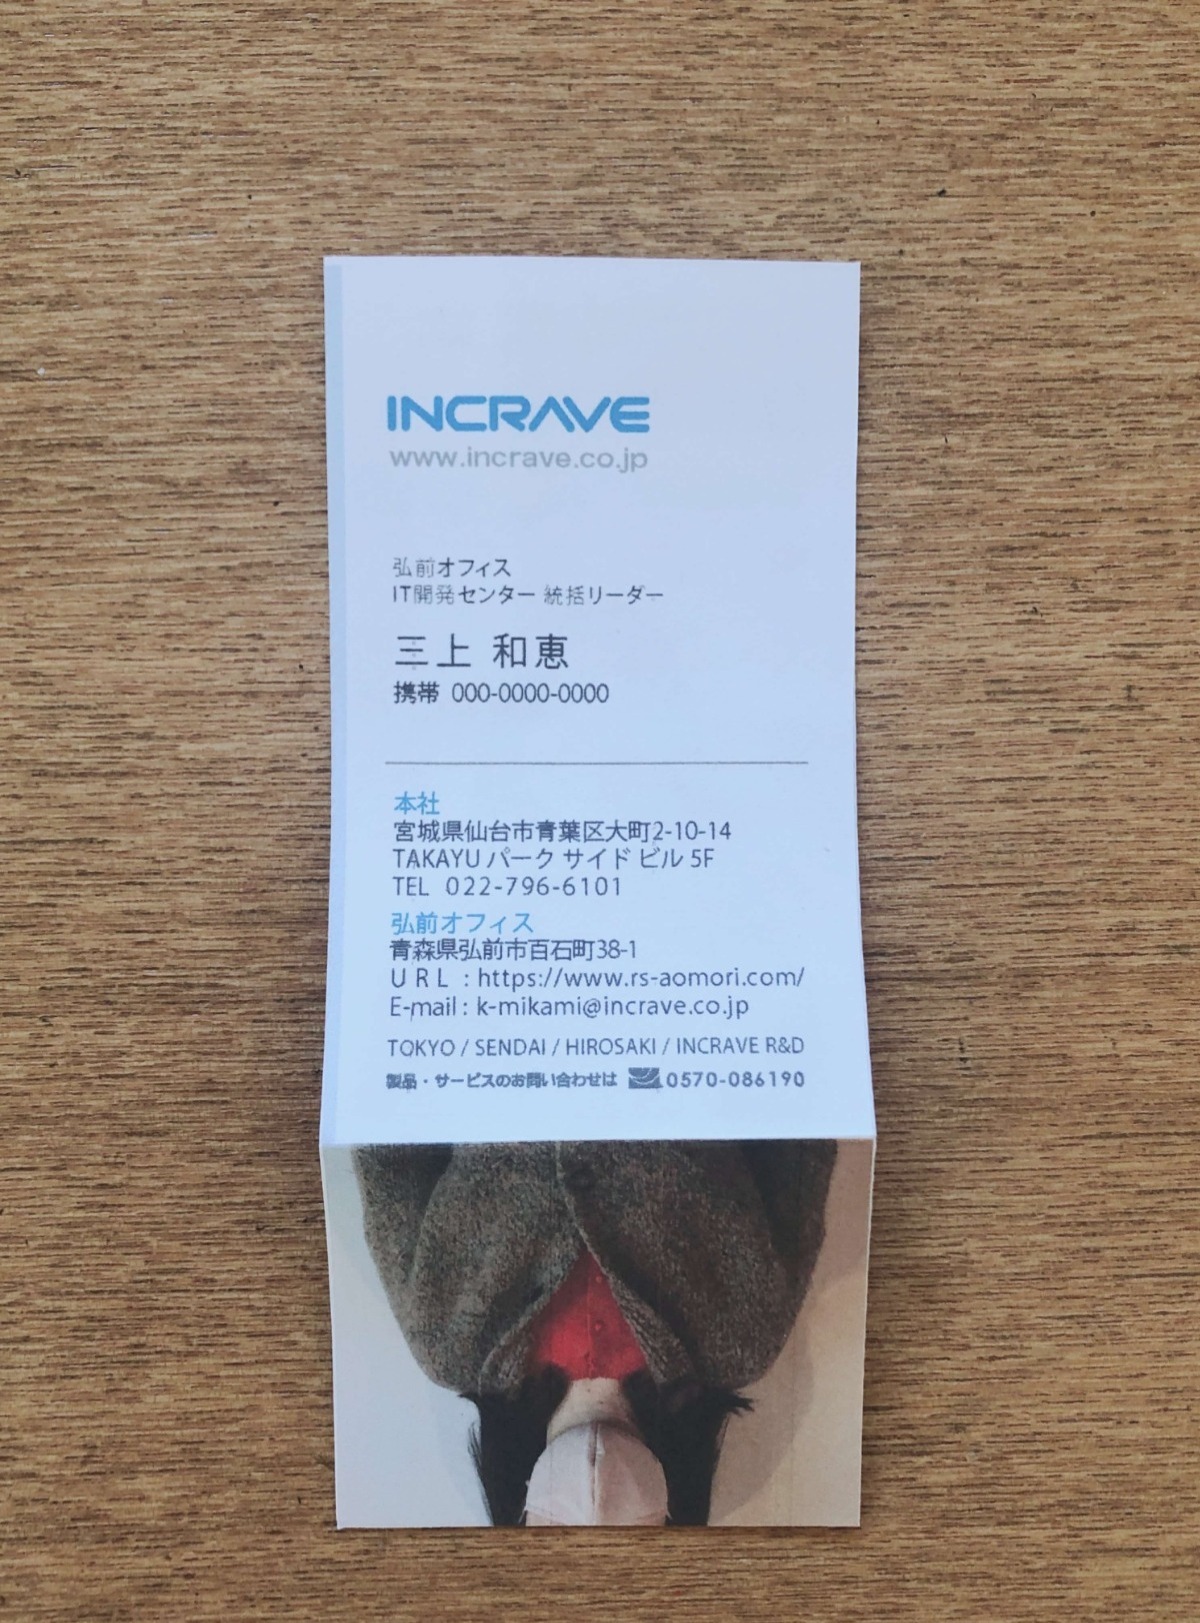 INCRAVE
www.incrave.co.jp
弘前オフィス
IT開発センター 統括リーダー
三上 和恵
携帯 000-0000-0000
本社
宮城県仙台市青葉区大町2-10-14
TAKAYU パーク サイド ビル 5F
TEL 022-796-6101
弘前オフィス
青森県弘前市百石町38-1
URL : https://www.rs-aomori.com/
E-mail : k-mikami@incrave.co.jp
TOKYO / SENDAI / HIROSAKI / INCRAVE R&D
製品・サービスのお問い合わせは 0570-086190